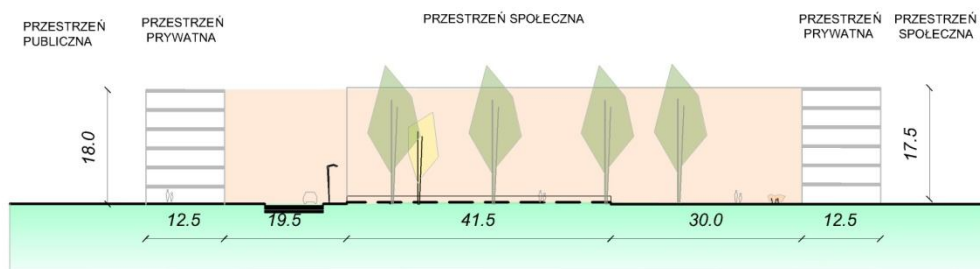 PRZESTRZEŃ
PUBLICZNA
PRZESTRZEŃ
PRYWATNA
PRZESTRZEŃ SPOŁECZNA
PRZESTRZEŃ
PRYWATNA
PRZESTRZEŃ
SPOŁECZNA
18.0
17.5
12.5
19.5
41.5
30.0
12.5